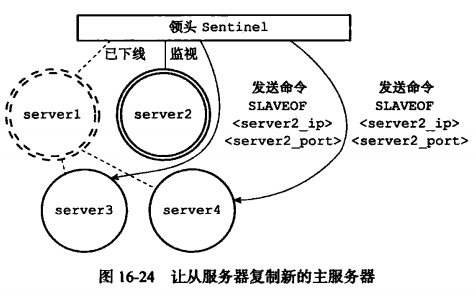 领头 Sentinel
已下线
监视
server1
server2
发送命令
SLAVEOF
<server2_ip>
<server2_port>
发送命令
SLAVEOF
<server2_ip>
<server2_port>
server3
server4
图 16-24 让从服务器复制新的主服务器